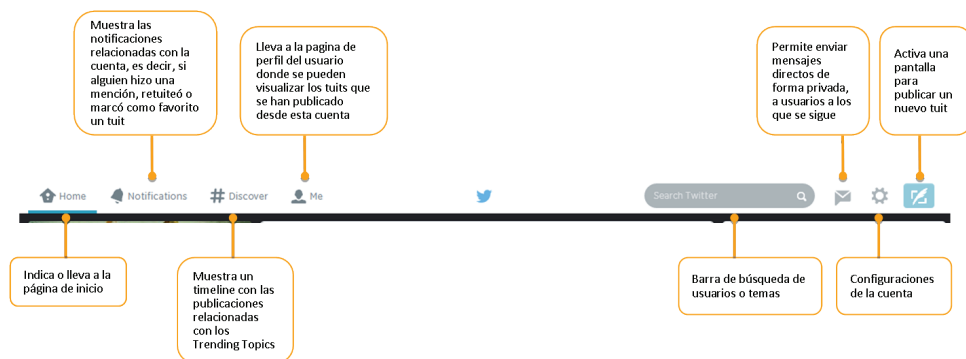 Muestra las
notificaciones
relacionadas con la
cuenta, es decir, si
alguien hizo una
mención, retuiteó o
marcó como favorito
un tuit
Lleva a la pagina de
perfil del usuario
donde se pueden
visualizar los tuits que
se han publicado
desde esta cuenta
Permite enviar
mensajes
directos de
forma privada,
a usuarios a los
que se sigue
Activa una
pantalla
para
publicar un
nuevo tuit
Home
Notifications
# Discover
Me
Search Twitter
Indica o lleva a la
página de inicio
Muestra un
timeline con las
publicaciones
relacionadas
con los
Trending Topics
Barra de búsqueda de
usuarios o temas
Configuraciones
de la cuenta